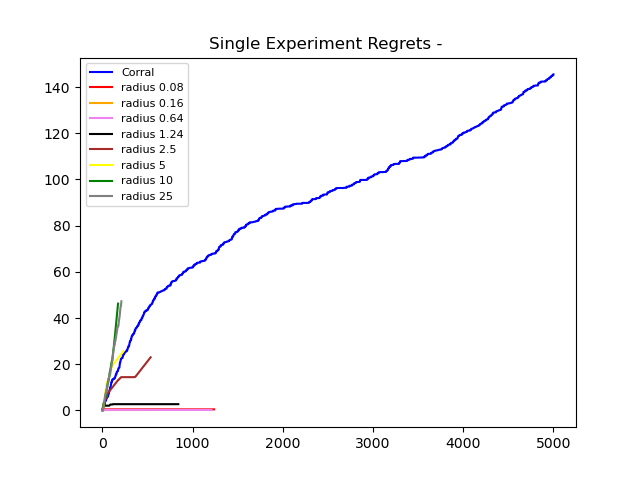 Single Experiment Regrets -
Corral
radius 0.08
radius 0.16
radius 0.64
radius 1.24
radius 2.5
radius 5
radius 10
radius 25
140
120
100
80
60
40
20
0
0 1000 2000 3000 4000 5000